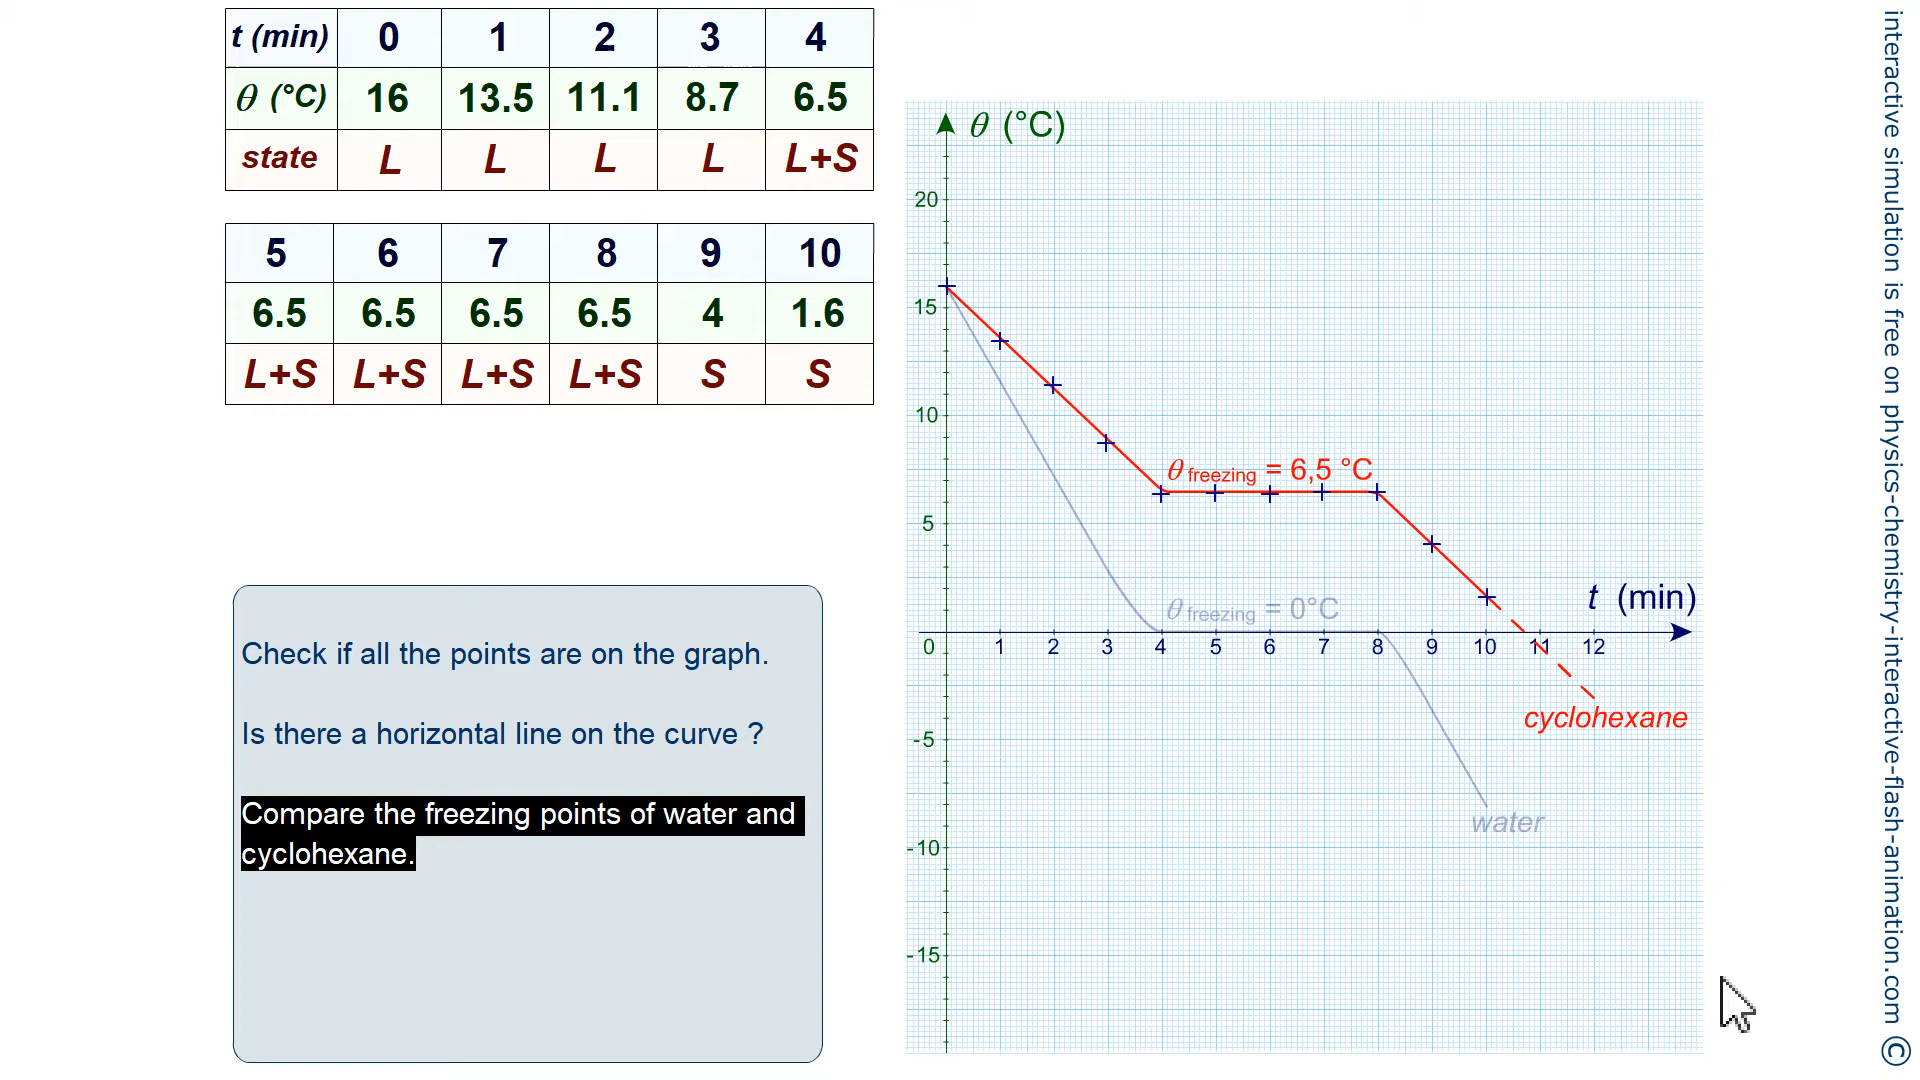 t (min) 0 1 2 3 4
θ (°C) 16 13.5 11.1 8.7 6.5
state L L L L L+S
5 6 7 8 9 10
6.5 6.5 6.5 6.5 4 1.6
L+S L+S L+S L+S S S
Check if all the points are on the graph.
Is there a horizontal line on the curve ?
Compare the freezing points of water and
cyclohexane.
θ (°C)
20
15
10
θ freezing = 6,5 °C
5
t (min)
θ freezing = 0°C
0 1 2 3 4 5 6 7 8 9 10 11 12
cyclohexane
-5
water
-10
-15
interactive simulation is free on physics-chemistry-interactive-flash-animation.com ©